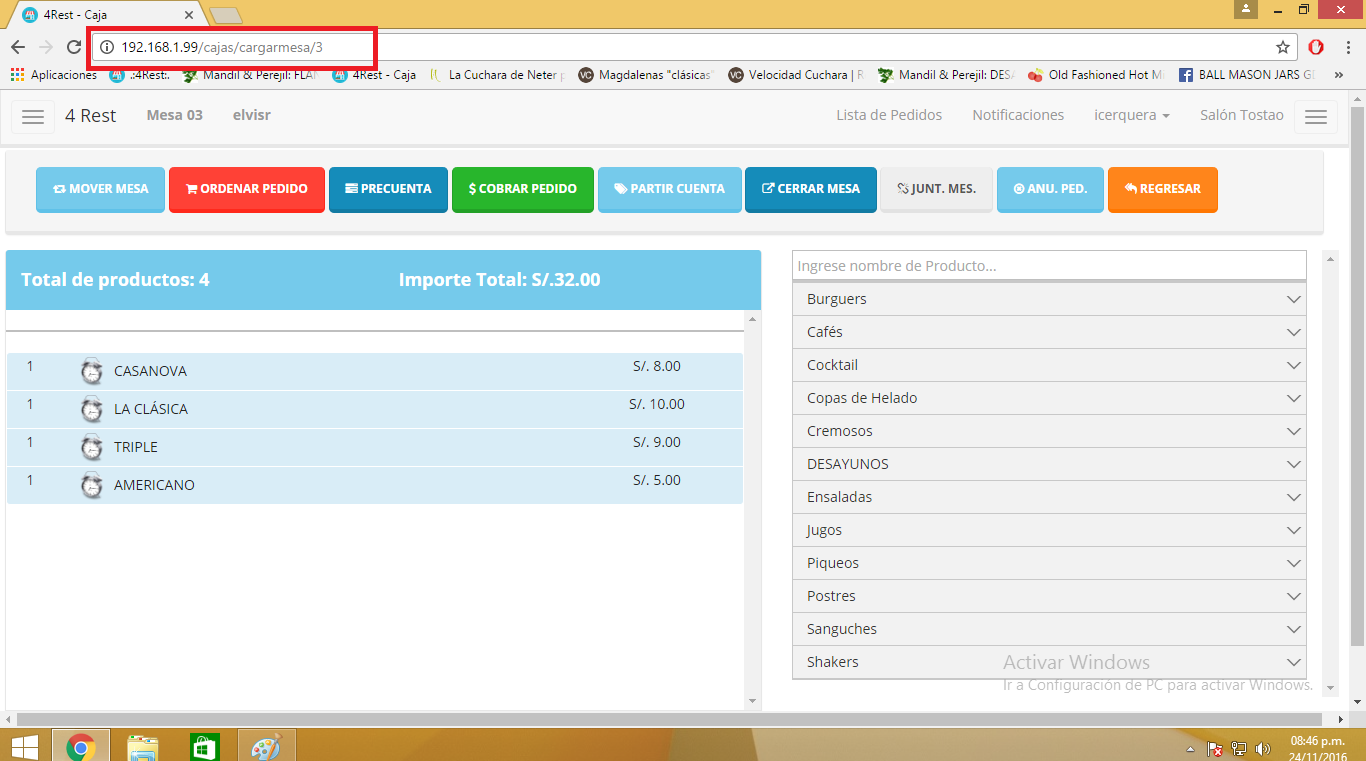 4Rest - Caja
192.168.1.99/cajas/cargarmesa/3
Aplicaciones .:4Rest:. Mandil & Perejil: FLAN 4Rest - Caja La Cuchara de Neter p Magdalenas "clásicas" Velocidad Cuchara | R Mandil & Perejil: DESA Old Fashioned Hot Mi BALL MASON JARS GL »
4 Rest Mesa 03 elvisr Lista de Pedidos Notificaciones icerquera Salón Tostao
MOVER MESA ORDENAR PEDIDO PRECUENTA $ COBRAR PEDIDO PARTIR CUENTA CERRAR MESA JUNT. MES. ANU. PED. REGRESAR
Total de productos: 4 Importe Total: S/.32.00
1 CASANOVA S/. 8.00
1 LA CLÁSICA S/. 10.00
1 TRIPLE S/. 9.00
1 AMERICANO S/. 5.00
Ingrese nombre de Producto...
Burguers
Cafés
Cocktail
Copas de Helado
Cremosos
DESAYUNOS
Ensaladas
Jugos
Piqueos
Postres
Sanguches
Shakers
Activar Windows
Ir a Configuración de PC para activar Windows.
08:46 p.m.
24/11/2016